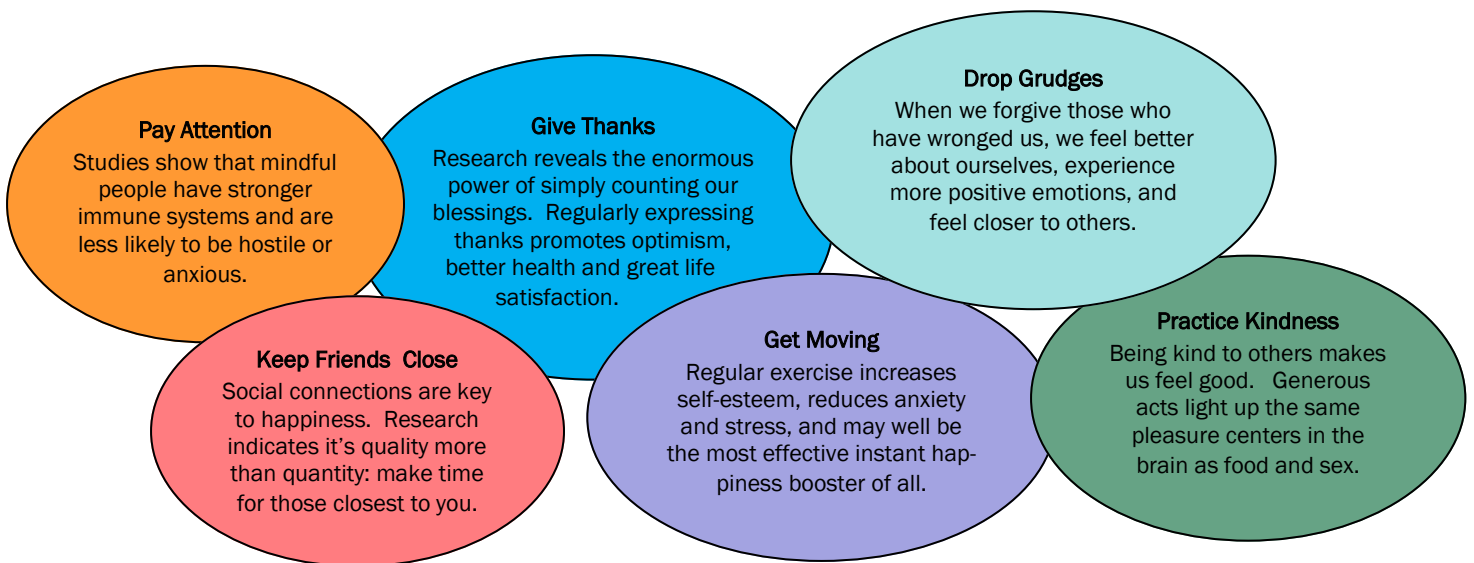 Pay Attention
Studies show that mindful
people have stronger
immune systems and are
less likely to be hostile or
anxious.
Give Thanks
Research reveals the enormous
power of simply counting our
blessings.  Regularly expressing
thanks promotes optimism,
better health and great life
satisfaction.
Drop Grudges
When we forgive those who
have wronged us, we feel better
about ourselves, experience
more positive emotions, and
feel closer to others.
Keep Friends  Close
Social connections are key
to happiness.  Research
indicates it’s quality more
than quantity: make time
for those closest to you.
Get Moving
Regular exercise increases
self-esteem, reduces anxiety
and stress, and may well be
the most effective instant hap-
piness booster of all.
Practice Kindness
Being kind to others makes
us feel good.   Generous
acts light up the same
pleasure centers in the
brain as food and sex.